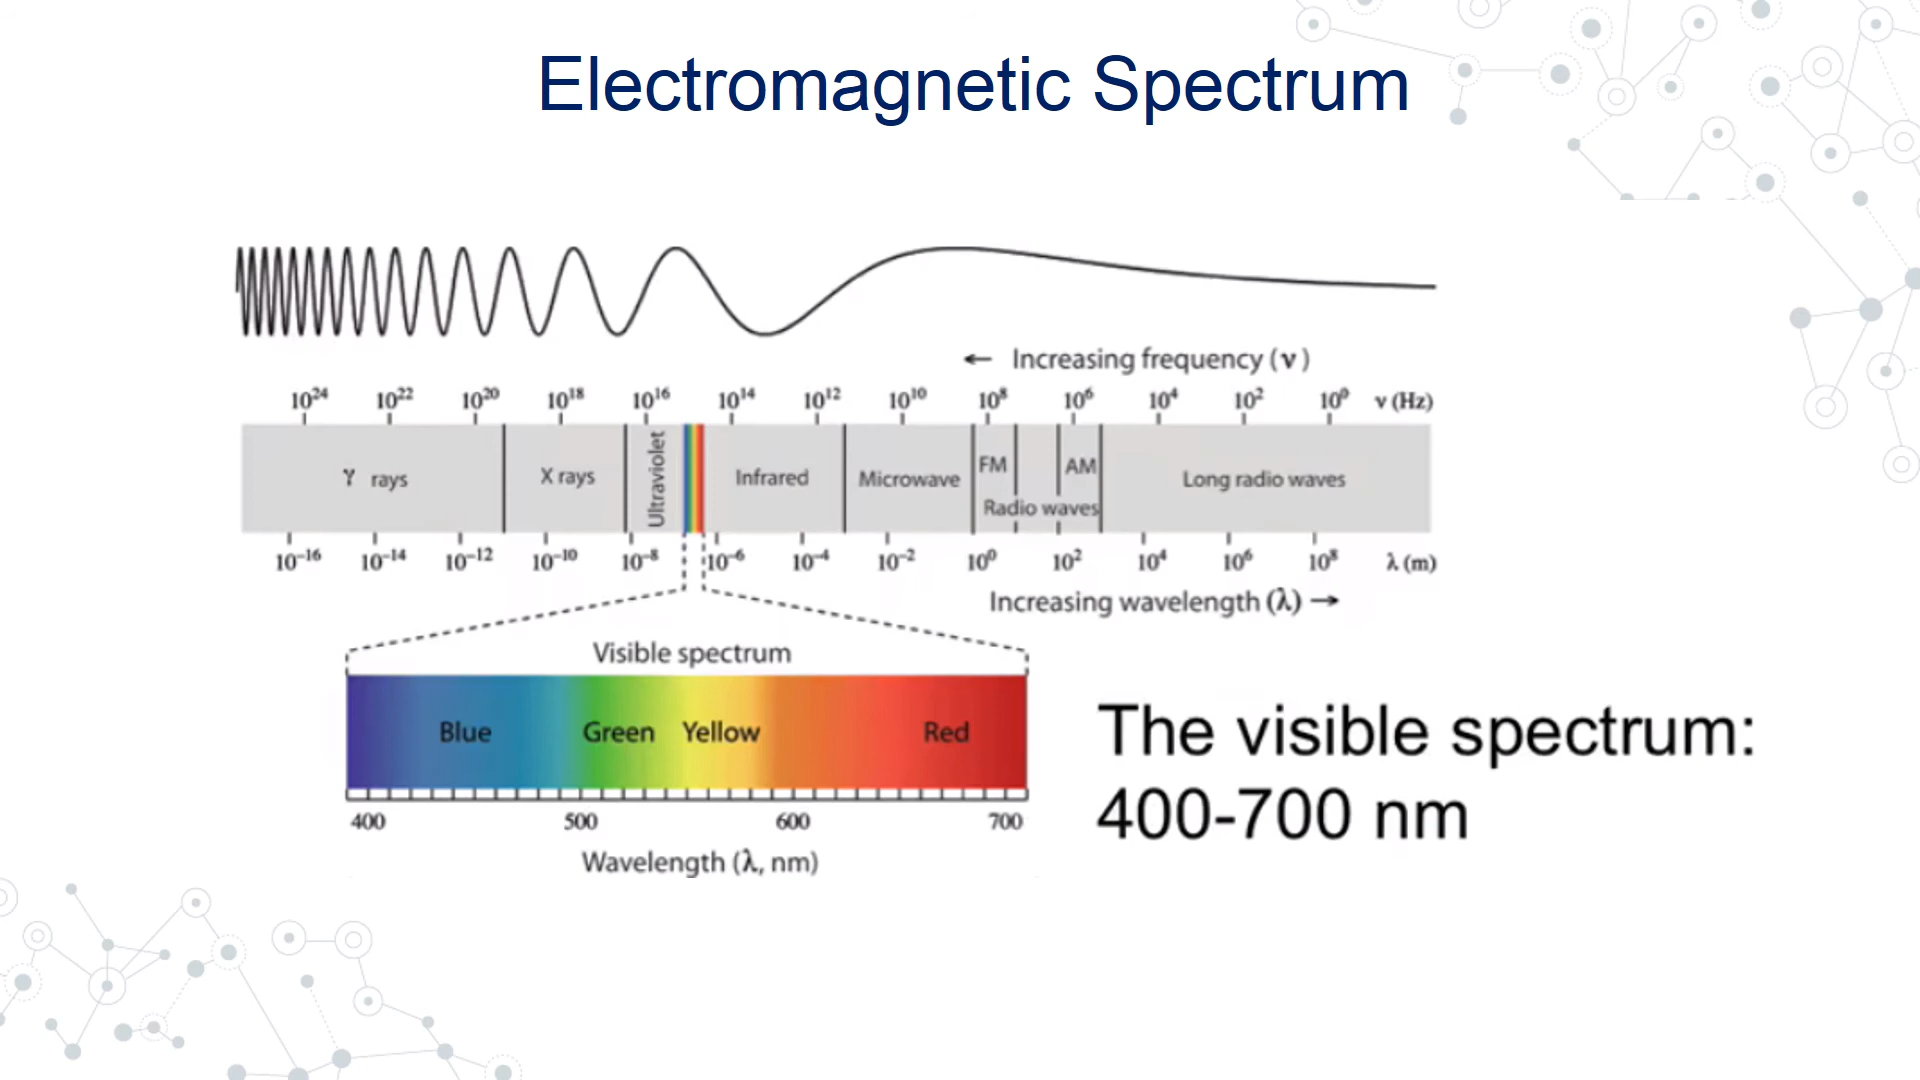 Electromagnetic Spectrum
← Increasing frequency (ν)
10²⁴ 10²² 10²⁰ 10¹⁸ 10¹⁶ 10¹⁴ 10¹² 10¹⁰ 10⁸ 10⁶ 10⁴ 10² 10⁰ ν (Hz)
γ rays X rays Ultraviolet Infrared Microwave FM AM Long radio waves
Radio waves
10⁻¹⁶ 10⁻¹⁴ 10⁻¹² 10⁻¹⁰ 10⁻⁸ 10⁻⁶ 10⁻⁴ 10⁻² 10⁰ 10² 10⁴ 10⁶ 10⁸ λ (m)
Increasing wavelength (λ) →
Visible spectrum
Blue Green Yellow Red
400 500 600 700
Wavelength (λ, nm)
The visible spectrum:
400-700 nm